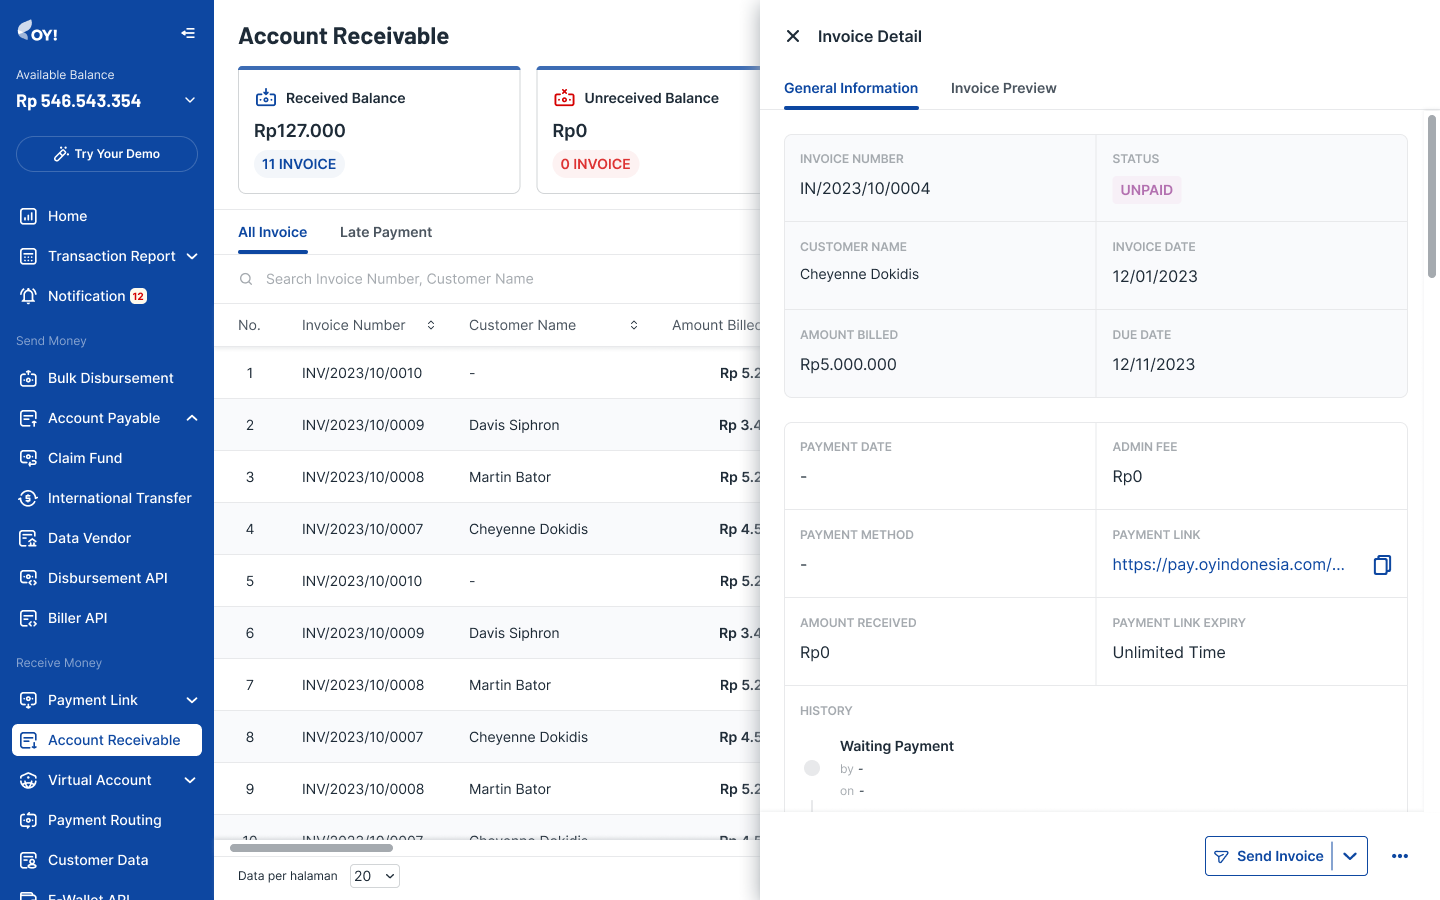 OY!
Available Balance
Rp 546.543.354
Try Your Demo
Home
Transaction Report
Notification 12
Send Money
Bulk Disbursement
Account Payable
Claim Fund
International Transfer
Data Vendor
Disbursement API
Biller API
Receive Money
Payment Link
Account Receivable
Virtual Account
Payment Routing
Customer Data
E-Wallet API
Account Receivable
Received Balance
Rp127.000
11 INVOICE
Unreceived Balance
Rp0
0 INVOICE
All Invoice Late Payment
Search Invoice Number, Customer Name
No. Invoice Number Customer Name Amount Billed
1 INV/2023/10/0010 - Rp 5.2
2 INV/2023/10/0009 Davis Siphron Rp 3.4
3 INV/2023/10/0008 Martin Bator Rp 5.2
4 INV/2023/10/0007 Cheyenne Dokidis Rp 4.5
5 INV/2023/10/0010 - Rp 5.2
6 INV/2023/10/0009 Davis Siphron Rp 3.4
7 INV/2023/10/0008 Martin Bator Rp 5.2
8 INV/2023/10/0007 Cheyenne Dokidis Rp 4.5
9 INV/2023/10/0008 Martin Bator Rp 5.2
10 INV/2023/10/0007 Cheyenne Dokidis Rp 4.5
Data per halaman 20
Invoice Detail
General Information Invoice Preview
INVOICE NUMBER
IN/2023/10/0004
STATUS
UNPAID
CUSTOMER NAME
Cheyenne Dokidis
INVOICE DATE
12/01/2023
AMOUNT BILLED
Rp5.000.000
DUE DATE
12/11/2023
PAYMENT DATE
-
ADMIN FEE
Rp0
PAYMENT METHOD
-
PAYMENT LINK
https://pay.oyindonesia.com/...
AMOUNT RECEIVED
Rp0
PAYMENT LINK EXPIRY
Unlimited Time
HISTORY
Waiting Payment
by -
on -
Send Invoice